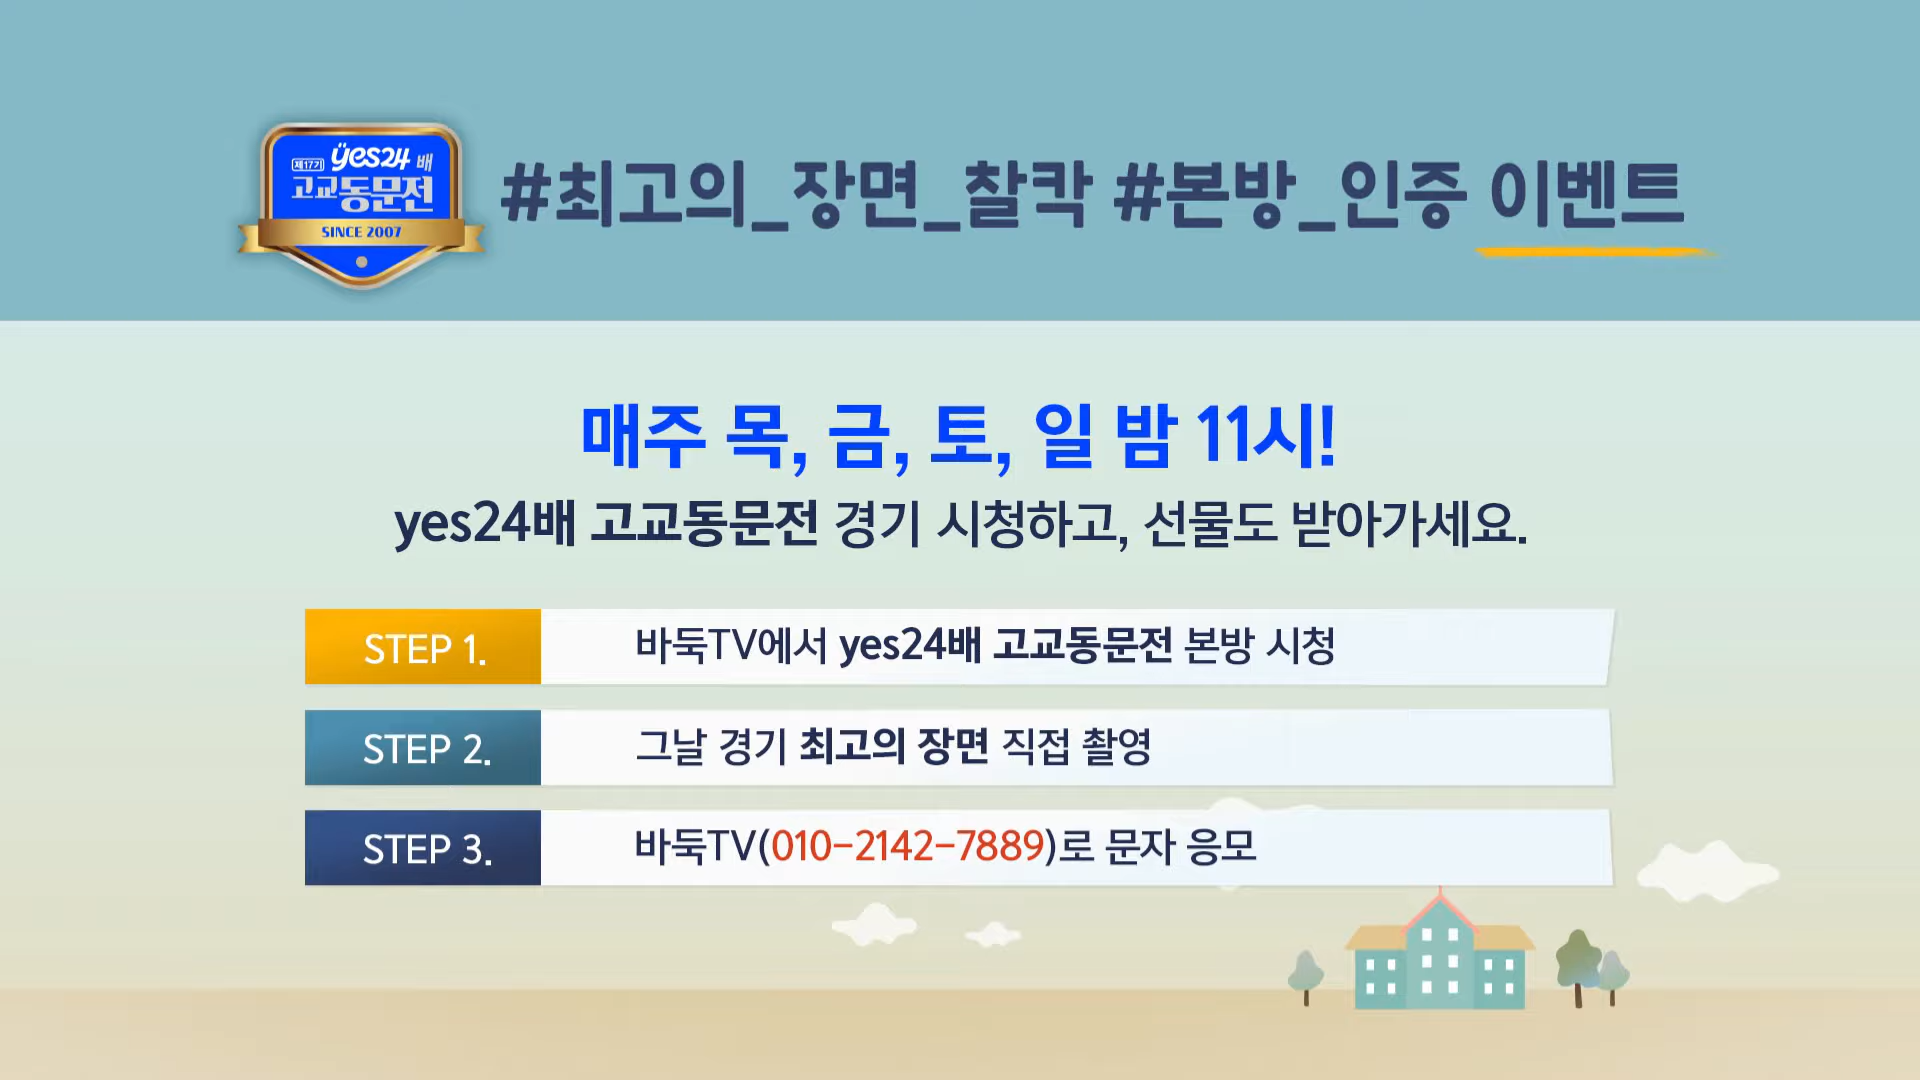 제17기 yes24 배
고교동문전
SINCE 2007
#최고의_장면_찰칵 #본방_인증 이벤트
매주 목, 금, 토, 일 밤 11시!
yes24배 고교동문전 경기 시청하고, 선물도 받아가세요.
STEP 1. 바둑TV에서 yes24배 고교동문전 본방 시청
STEP 2. 그날 경기 최고의 장면 직접 촬영
STEP 3. 바둑TV(010-2142-7889)로 문자 응모